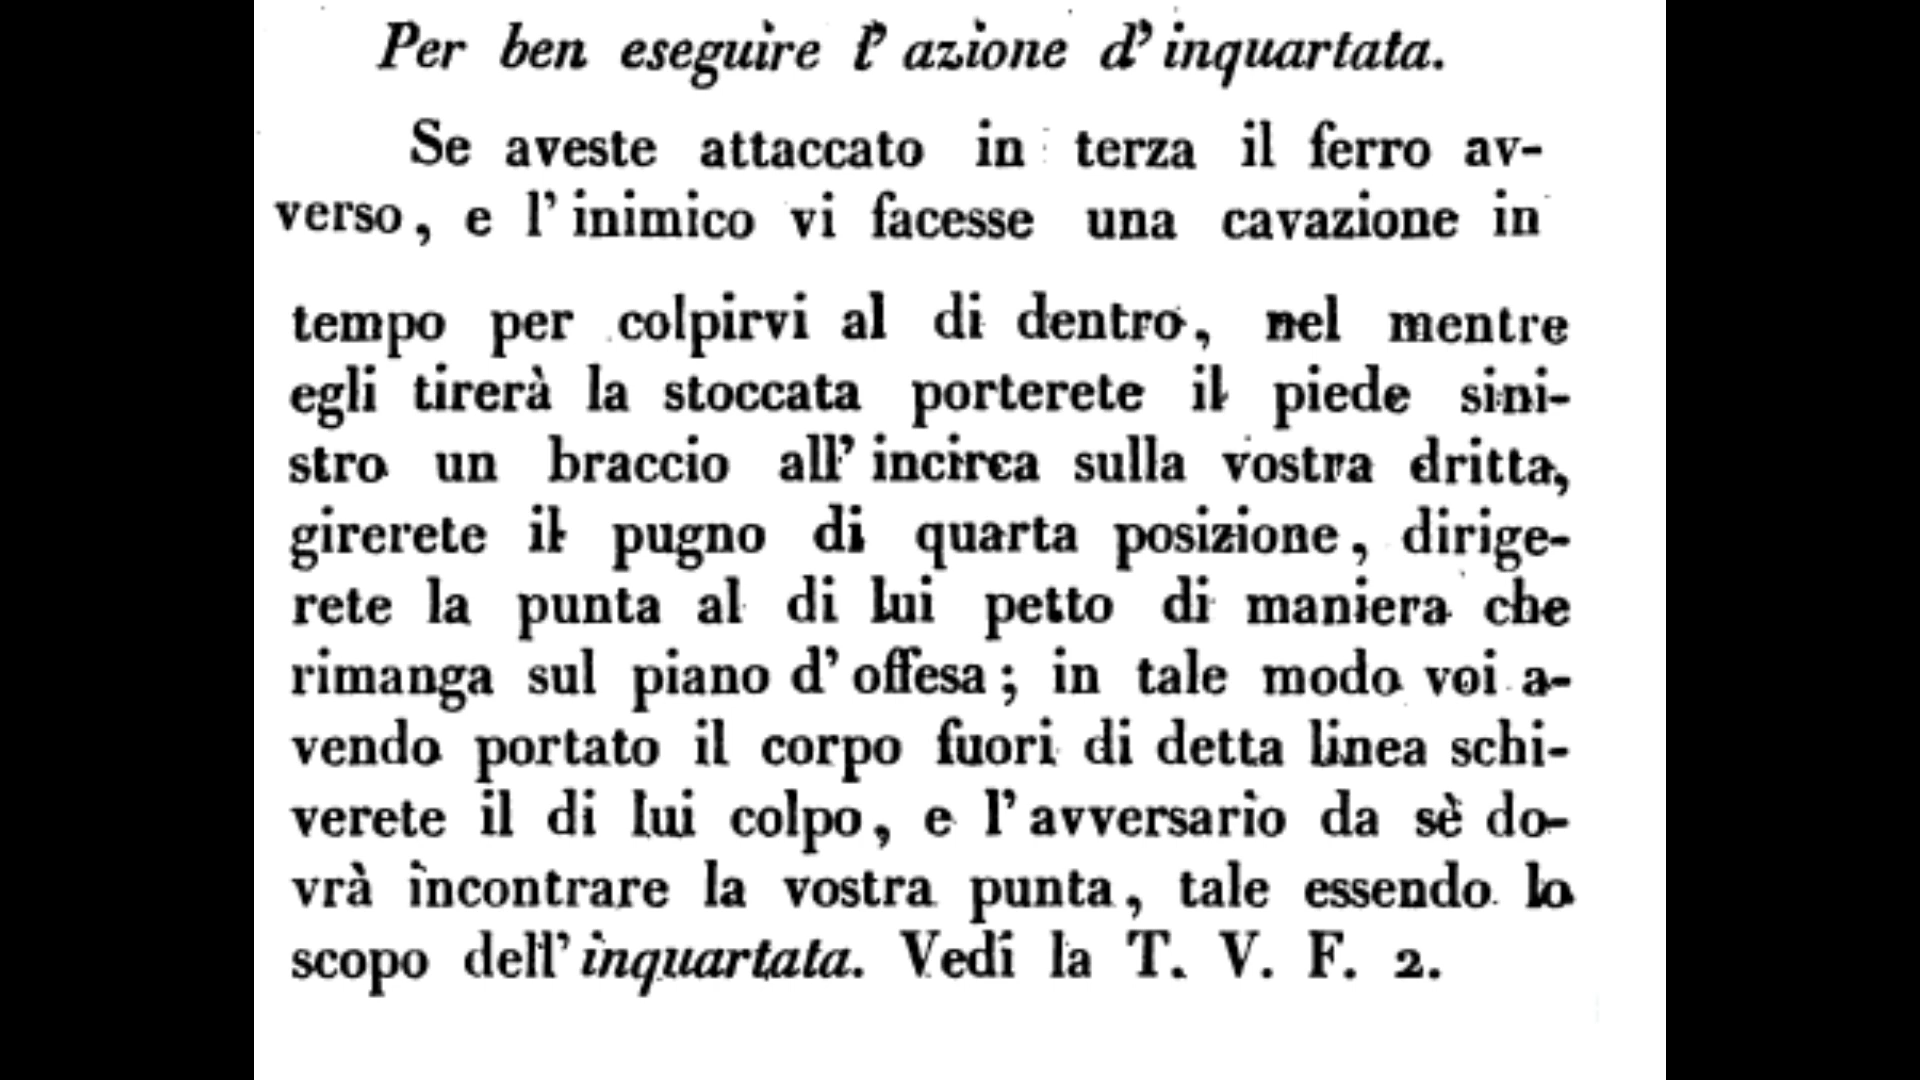 Per ben eseguire l' azione d' inquartata.
Se aveste attaccato in terza il ferro av-
verso, e l' inimico vi facesse una cavazione in
tempo per colpirvi al di dentro, nel mentre
egli tirerà la stoccata porterete il piede sini-
stro un braccio all' incirca sulla vostra dritta,
girerete il pugno di quarta posizione, dirige-
rete la punta al di lui petto di maniera che
rimanga sul piano d' offesa; in tale modo voi a-
vendo portato il corpo fuori di detta linea schi-
verete il di lui colpo, e l' avversario da sè do-
vrà incontrare la vostra punta, tale essendo lo
scopo dell' inquartata. Vedi la T. V. F. 2.